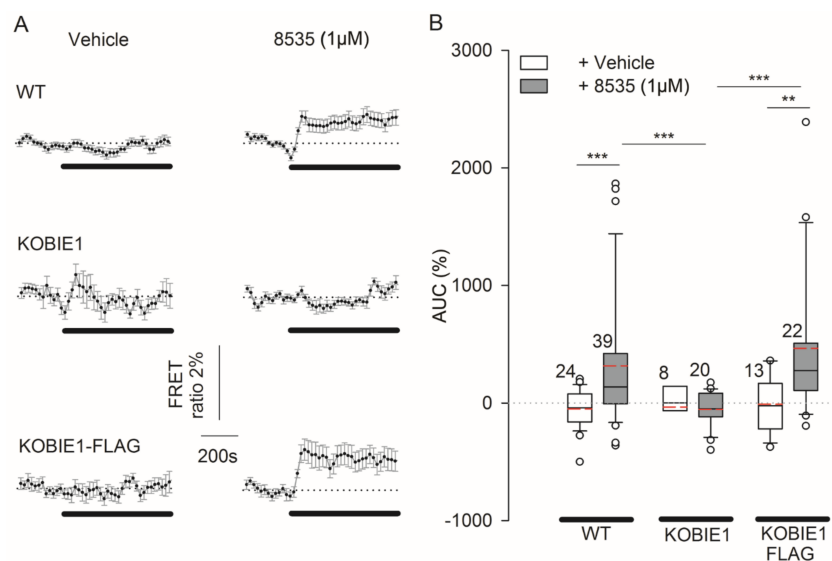 A
Vehicle
8535 (1µM)
WT
KOBIE1
FRET
ratio 2%
200s
KOBIE1-FLAG
B
3000
2000
1000
0
-1000
AUC (%)
+ Vehicle
+ 8535 (1µM)
***
**
***
***
24
39
8
20
13
22
WT
KOBIE1
KOBIE1
FLAG